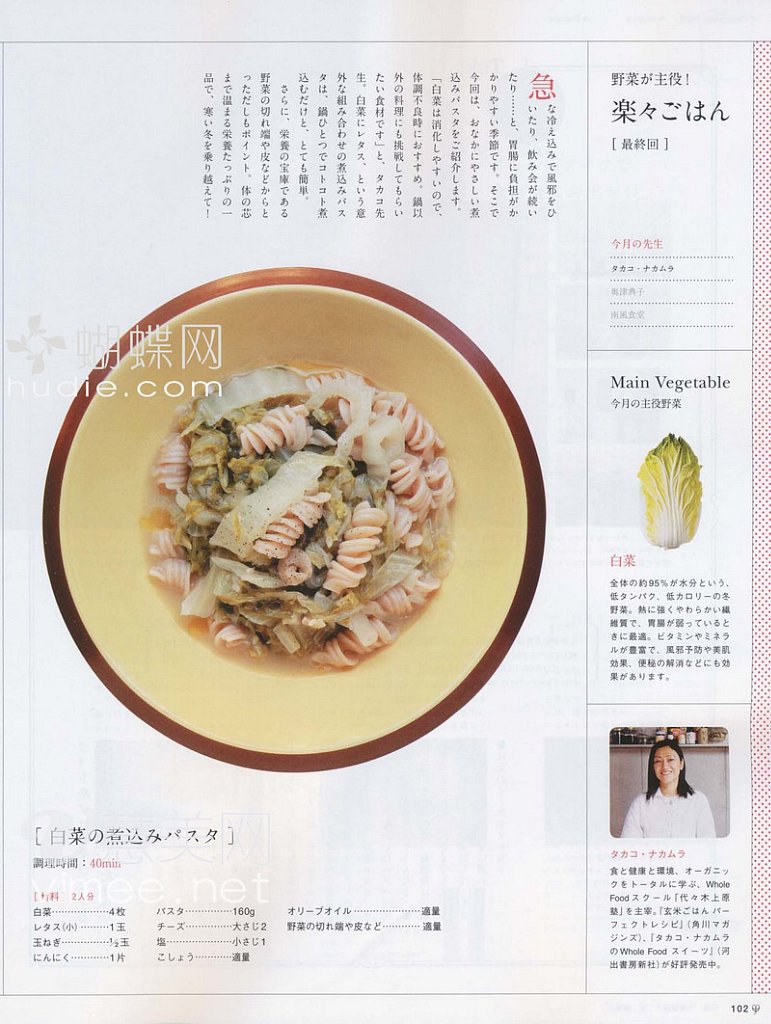 野菜が主役!
楽々ごはん
[ 最終回 ]
今月の先生
タカコ・ナカムラ
奥津典子
南風食堂
急な冷え込みで風邪をひ
いたり、飲み会が続い
たり……と、胃腸に負担がか
かりやすい季節です。そこで
今回は、おなかにやさしい煮
込みパスタをご紹介します。
「白菜は消化しやすいので、
体調不良時におすすめ。鍋以
外の料理にも挑戦してもらい
たい食材です」と、タカコ先
生。白菜にレタス、という意
外な組み合わせの煮込みパス
タは、鍋ひとつでコトコト煮
込むだけと、とても簡単。
さらに、栄養の宝庫である
野菜の切れ端や皮などからと
っただしもポイント。体の芯
まで温まる栄養たっぷりの一
品で、寒い冬を乗り越えて!
Main Vegetable
今月の主役野菜
白菜
全体の約95%が水分という、
低タンパク、低カロリーの冬
野菜。熱に強くやわらかい繊
維質で、胃腸が弱っているとき
に最適。ビタミンやミネラ
ルが豊富で、風邪予防や美肌
効果、便秘の解消などにも効
果があります。
タカコ・ナカムラ
食と健康と環境、オーガニッ
クをトータルに学ぶ、Whole
Foodスクール「代々木上原
塾」を主宰。『玄米ごはん パー
フェクトレシピ』(角川マガ
ジンズ)、『タカコ・ナカムラ
のWhole Food スイーツ』(河
出書房新社)が好評発売中。
蝴蝶网
hudie.com
[ 白菜の煮込みパスタ ]
調理時間:40min
[材料 2人分]
白菜……………4枚
レタス(小)……1玉
玉ねぎ…………½玉
にんにく………1片
パスタ…………160g
チーズ………大さじ2
塩……………小さじ1
こしょう………適量
オリーブオイル………………適量
野菜の切れ端や皮など………適量
102